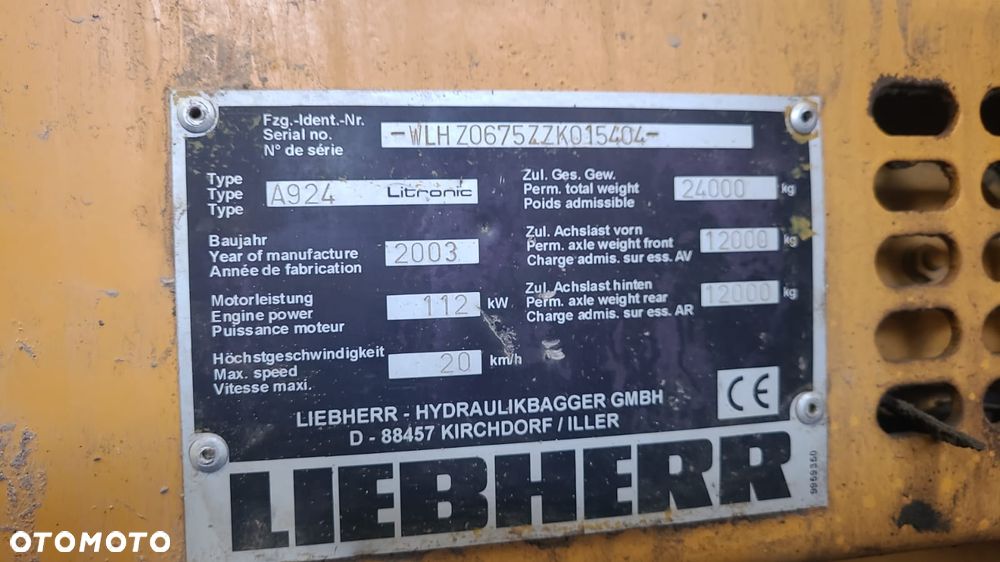 Fzg.-Ident.-Nr.
Serial no.
N° de série
-WLHZ0675ZZK015404-
Type
Type
Type
A924 Litronic
Zul. Ges. Gew.
Perm. total weight
Poids admissible
24000 kg
Baujahr
Year of manufacture
Année de fabrication
2003
Zul. Achslast vorn
Perm. axle weight front
Charge admis. sur ess. AV
12000 kg
Motorleistung
Engine power
Puissance moteur
112 kW
Zul. Achslast hinten
Perm. axle weight rear
Charge admis. sur ess. AR
12000 kg
Höchstgeschwindigkeit
Max. speed
Vitesse maxi.
20 km/h
CE
LIEBHERR - HYDRAULIKBAGGER GMBH
D - 88457 KIRCHDORF / ILLER
LIEBHERR
9959350
OTOMOTO